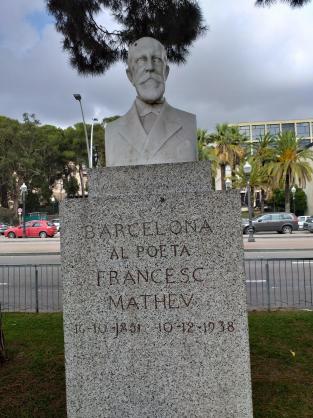 BARCELONA
AL POETA
FRANCESC
MATHEV
16-10-1851 10-12-1938